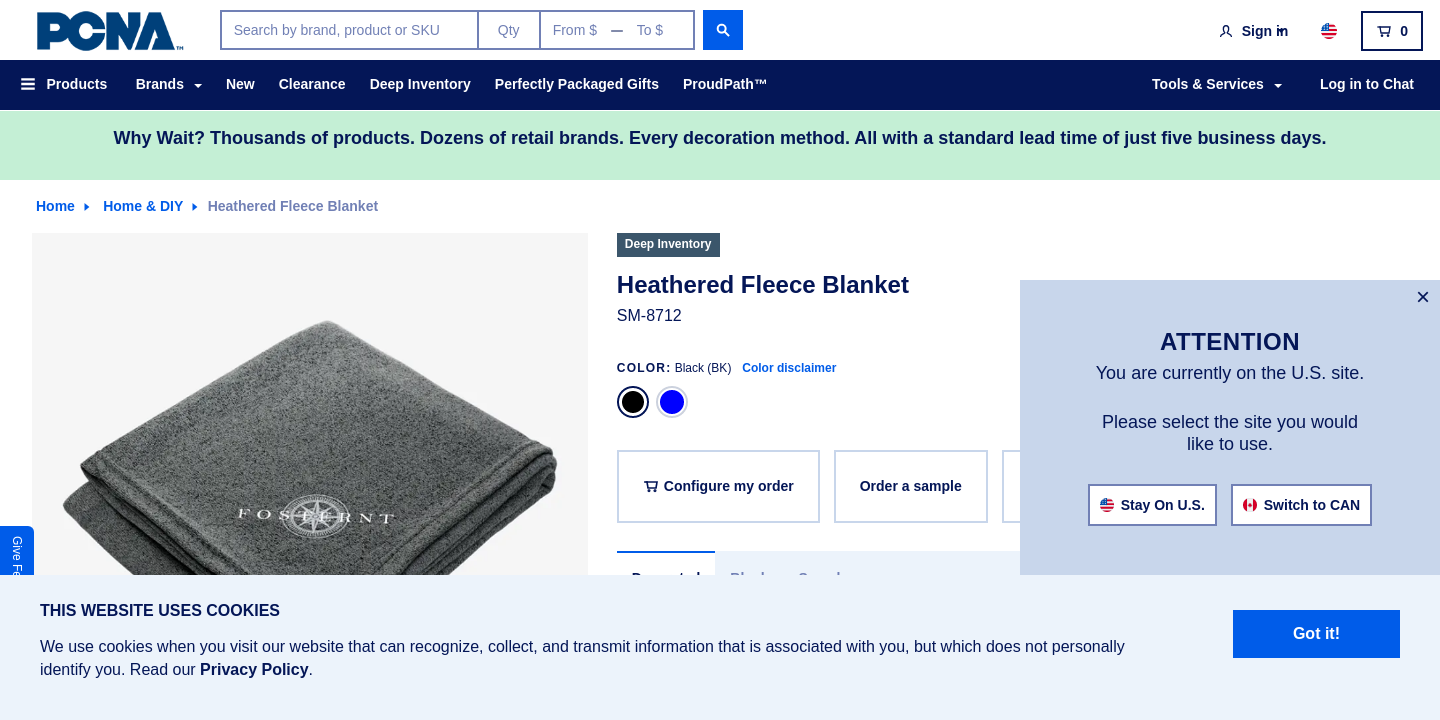 PCNA™
Search by brand, product or SKU
Qty
From $ — To $
Sign in
0
Products
Brands
New
Clearance
Deep Inventory
Perfectly Packaged Gifts
ProudPath™
Tools & Services
Log in to Chat
Why Wait? Thousands of products. Dozens of retail brands. Every decoration method. All with a standard lead time of just five business days.
Home
Home & DIY
Heathered Fleece Blanket
Deep Inventory
Heathered Fleece Blanket
SM-8712
COLOR: Black (BK) Color disclaimer
Configure my order
Order a sample
×
ATTENTION
You are currently on the U.S. site.
Please select the site you would
like to use.
Stay On U.S.
Switch to CAN
Give
THIS WEBSITE USES COOKIES
We use cookies when you visit our website that can recognize, collect, and transmit information that is associated with you, but which does not personally
identify you. Read our Privacy Policy.
Got it!